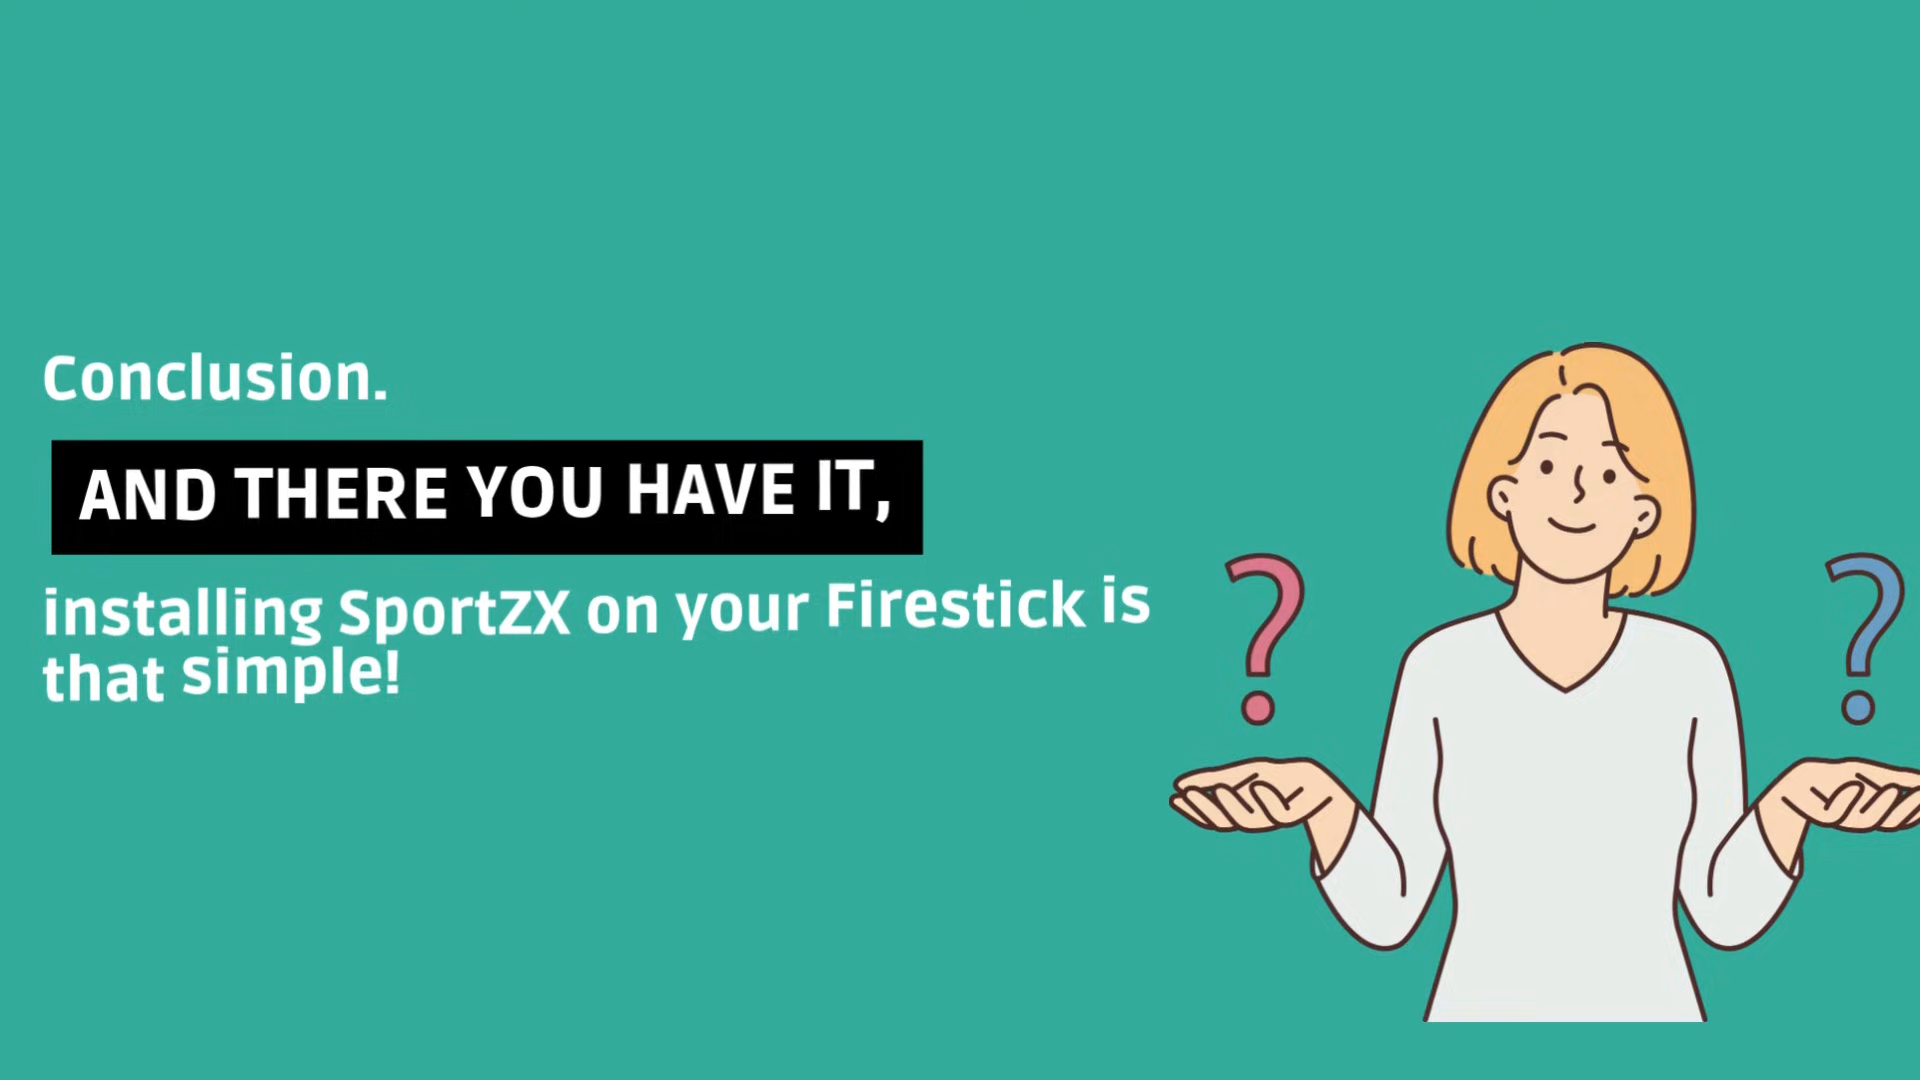 Conclusion.
AND THERE YOU HAVE IT,
installing SportZX on your Firestick is
that simple!
? ?